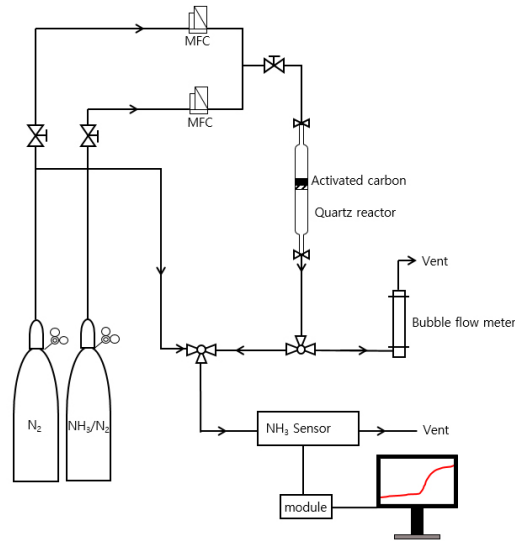 MFC
MFC
Activated carbon
Quartz reactor
Vent
Bubble flow meter
N₂
NH₃/N₂
NH₃ Sensor
Vent
module